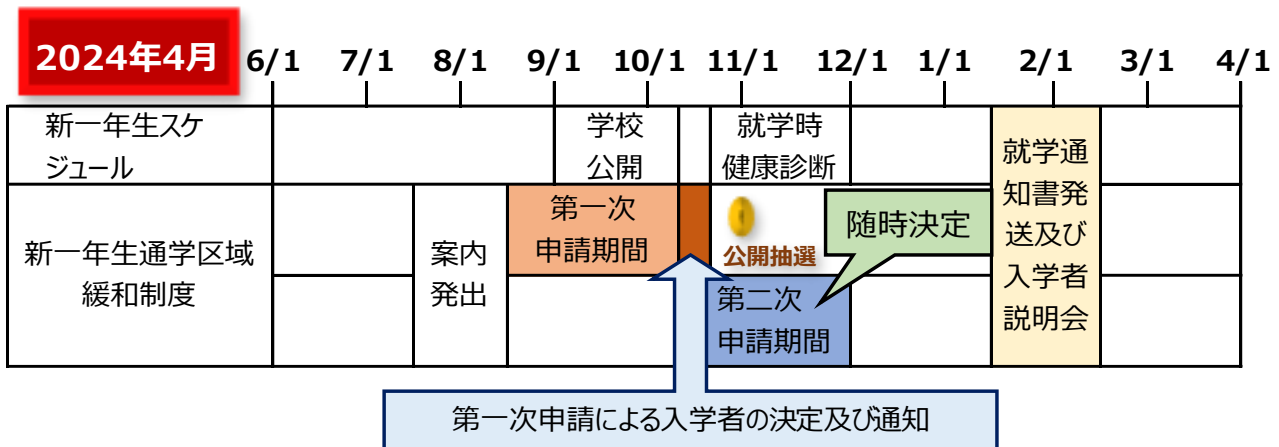 2024年4月
6/1 7/1 8/1 9/1 10/1 11/1 12/1 1/1 2/1 3/1 4/1
新一年生スケ
ジュール
学校
公開
就学時
健康診断
就学通
知書発
送及び
入学者
説明会
新一年生通学区域
緩和制度
案内
発出
第一次
申請期間
公開抽選
随時決定
第二次
申請期間
第一次申請による入学者の決定及び通知